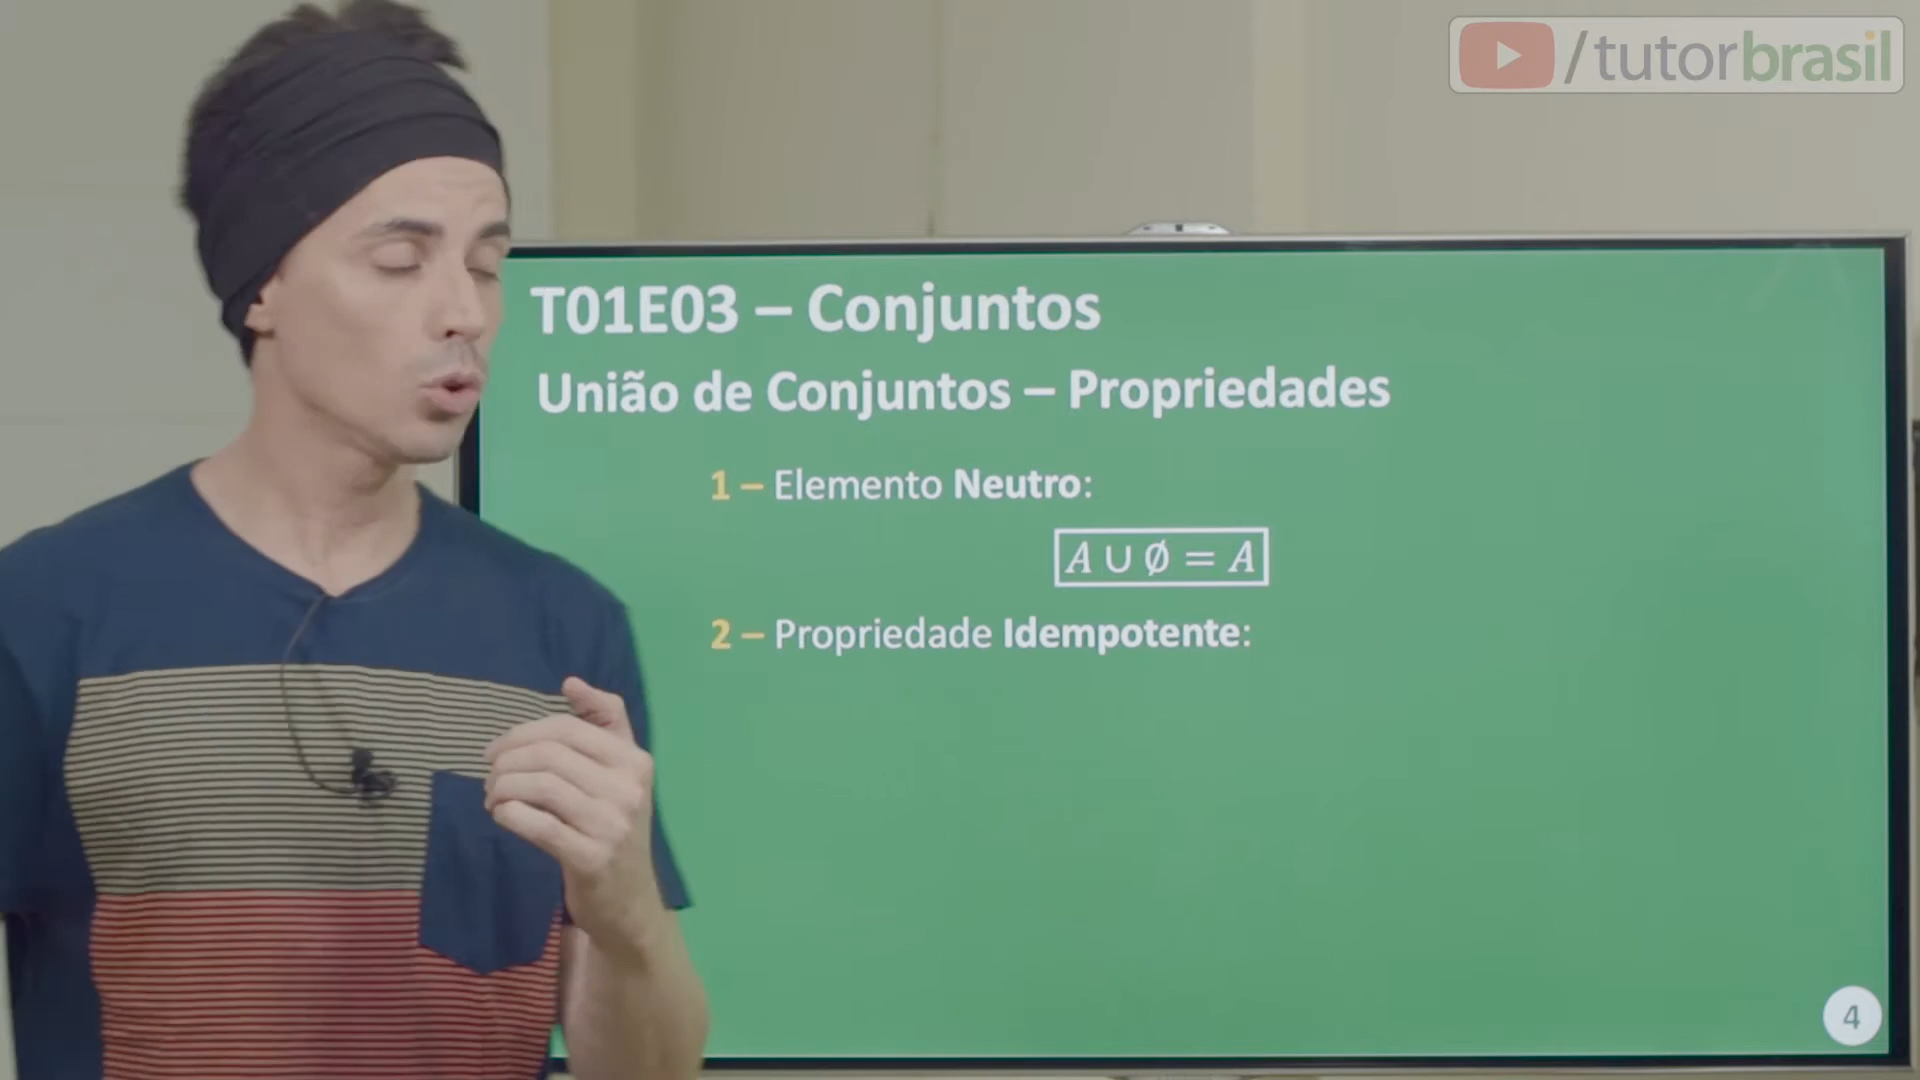 /tutorbrasil
T01E03 – Conjuntos
União de Conjuntos – Propriedades
1 – Elemento Neutro:
A ∪ ∅ = A
2 – Propriedade Idempotente:
4